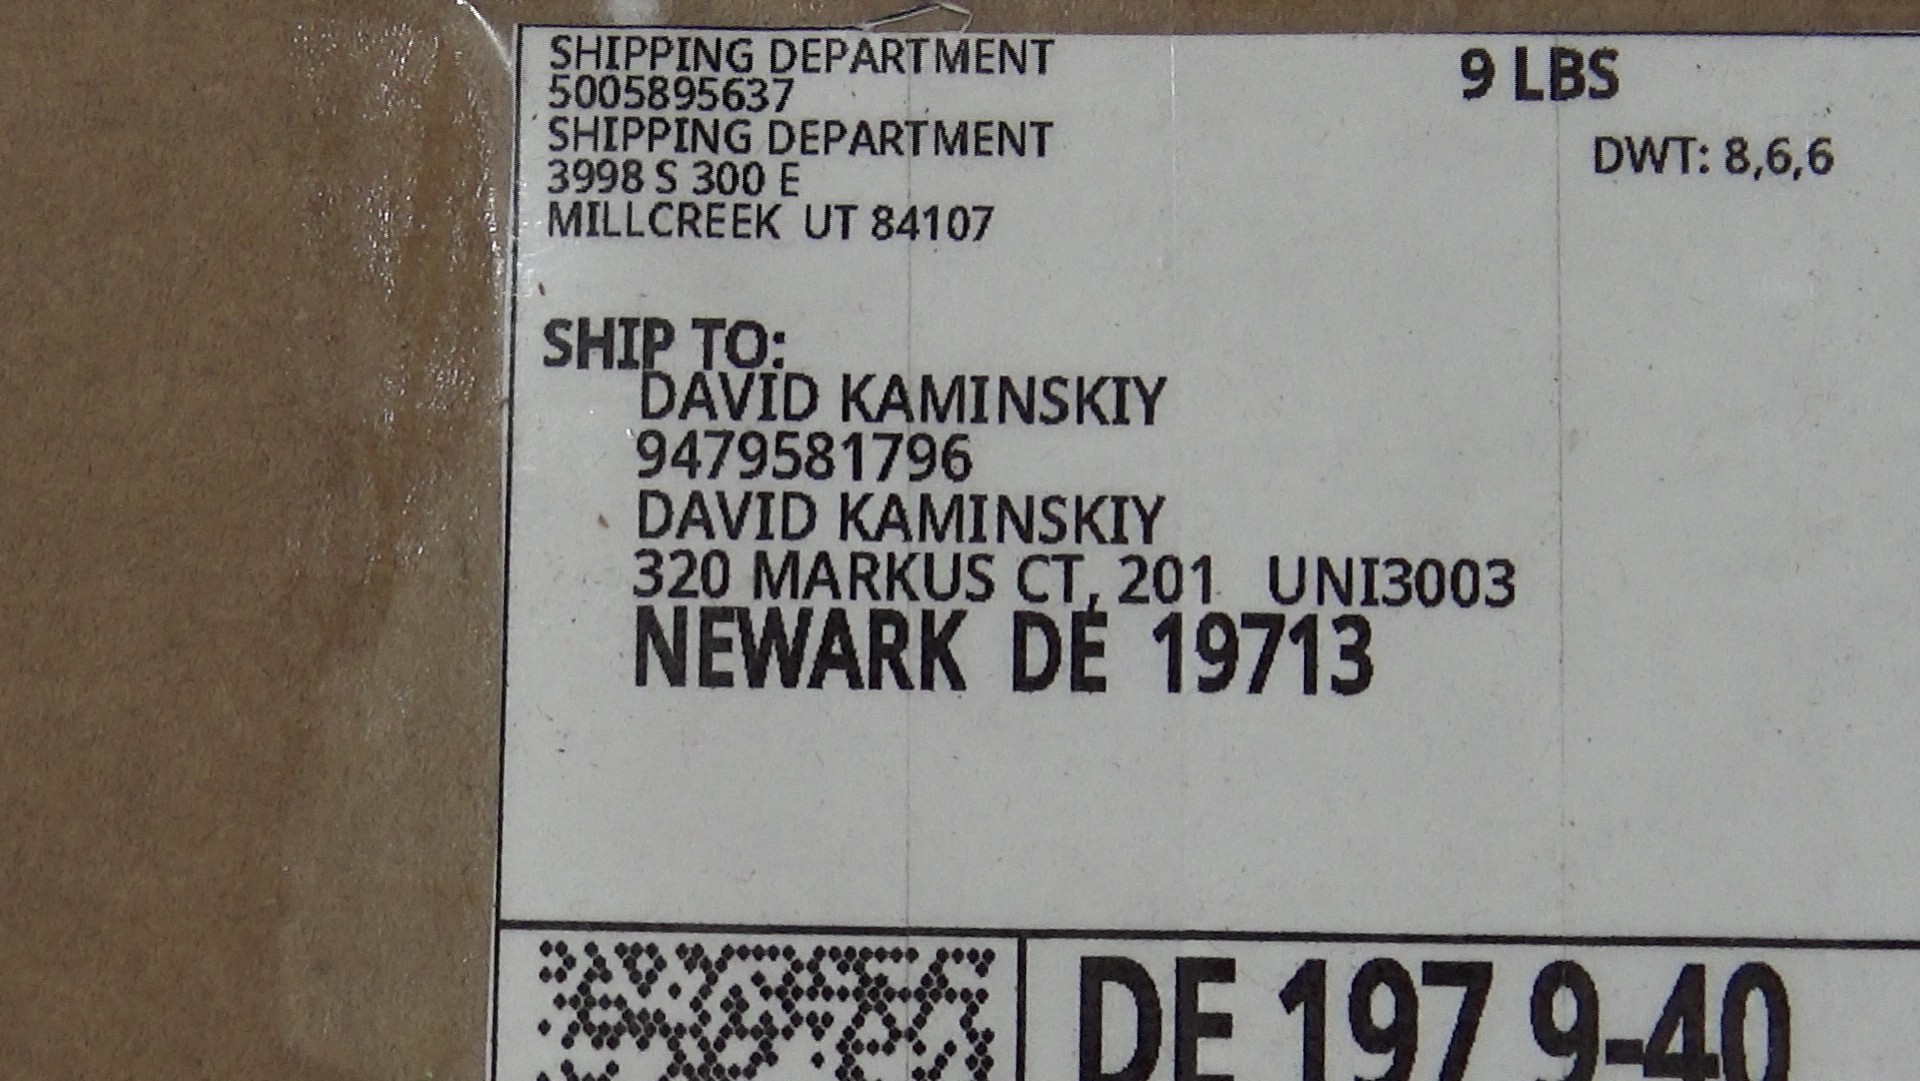 SHIPPING DEPARTMENT
5005895637
SHIPPING DEPARTMENT
3998 S 300 E
MILLCREEK UT 84107
9 LBS
DWT: 8,6,6
SHIP TO:
DAVID KAMINSKIY
9479581796
DAVID KAMINSKIY
320 MARKUS CT, 201 UNI3003
NEWARK DE 19713
DE 197 9-40